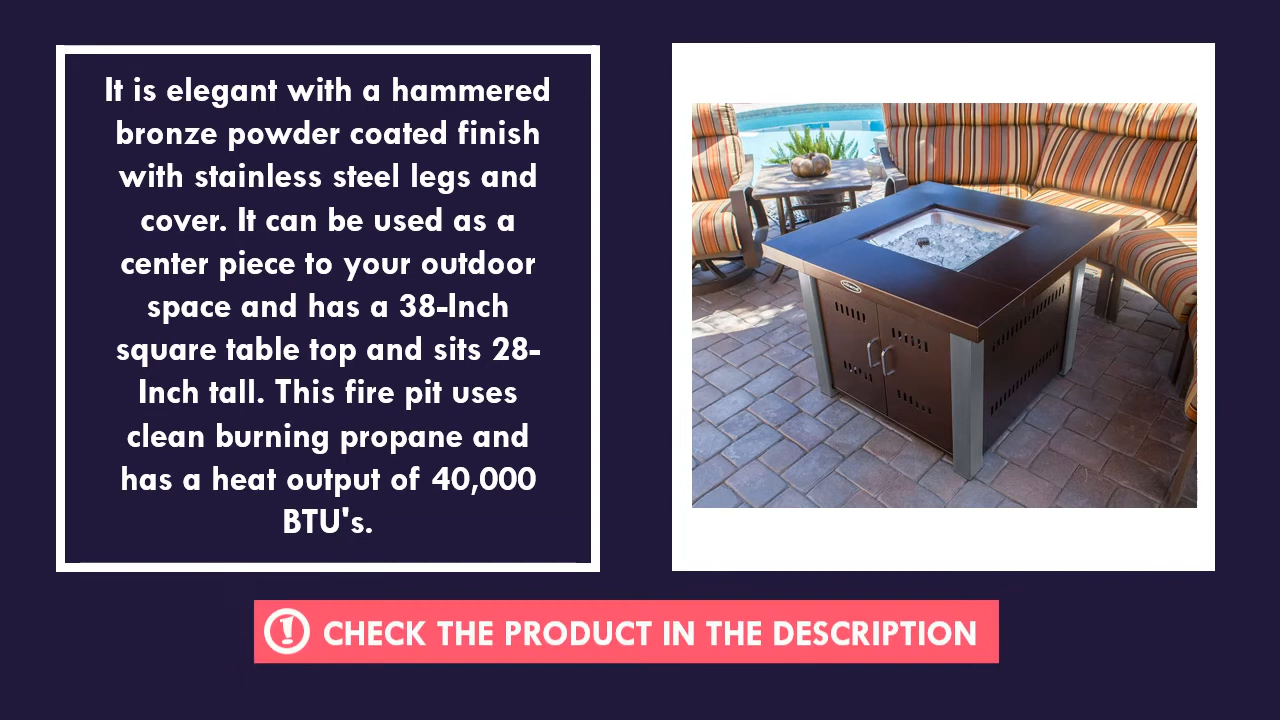 It is elegant with a hammered
bronze powder coated finish
with stainless steel legs and
cover. It can be used as a
center piece to your outdoor
space and has a 38-Inch
square table top and sits 28-
Inch tall. This fire pit uses
clean burning propane and
has a heat output of 40,000
BTU's.
CHECK THE PRODUCT IN THE DESCRIPTION